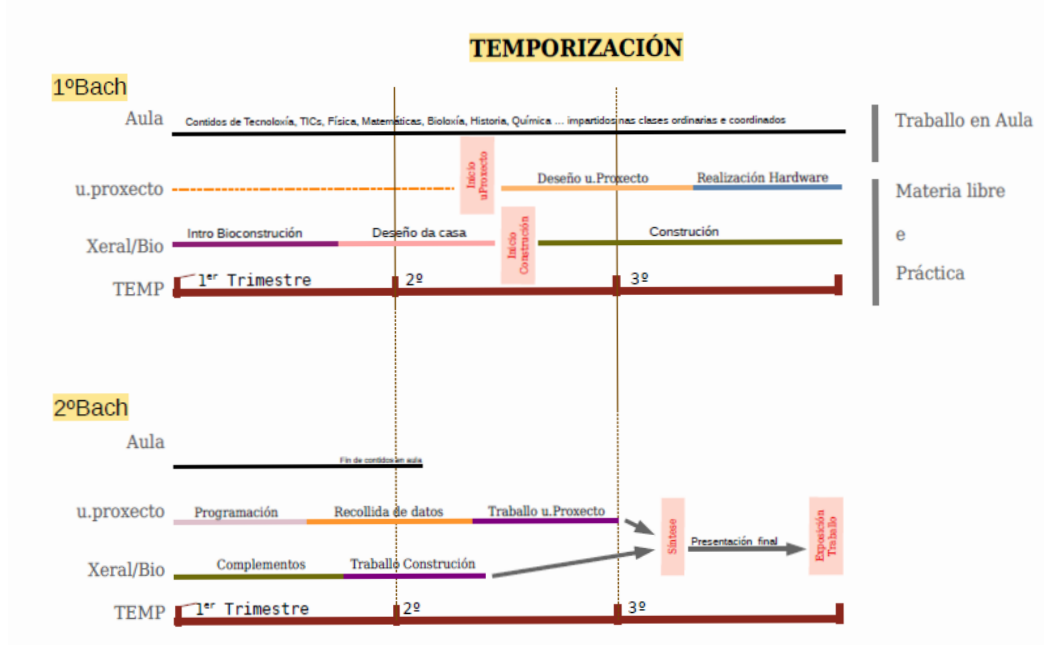 TEMPORIZACIÓN
1ºBach
Aula
Contidos de Tecnoloxía, TICs, Física, Matemáticas, Bioloxía, Historia, Química ... impartidos nas clases ordinarias e coordinados
Traballo en Aula
u.proxecto
Inicio
uProxecto
Deseño u.Proxecto
Realización Hardware
Materia libre
e
Práctica
Xeral/Bio
Intro Bioconstrución
Deseño da casa
Inicio
Construción
Construción
TEMP
1er Trimestre
2º
3º
2ºBach
Aula
Fin de contidos en aula
u.proxecto
Programación
Recollida de datos
Traballo u.Proxecto
Síntese
Presentación final
Exposición
Traballo
Xeral/Bio
Complementos
Traballo Construción
TEMP
1er Trimestre
2º
3º